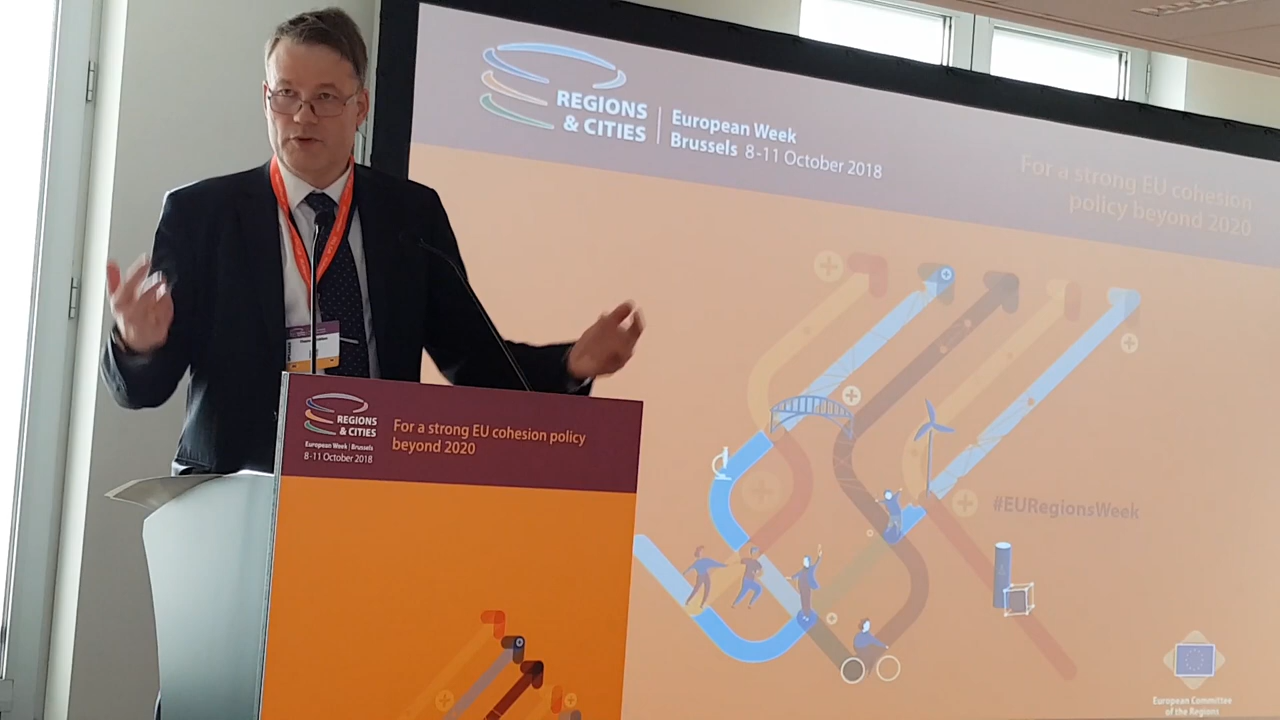 REGIONS
& CITIES
European Week
Brussels 8-11 October 2018
For a strong EU cohesion
policy beyond 2020
#EURegionsWeek
European Committee
of the Regions
REGIONS
& CITIES
European Week | Brussels
8-11 October 2018
For a strong EU cohesion policy
beyond 2020